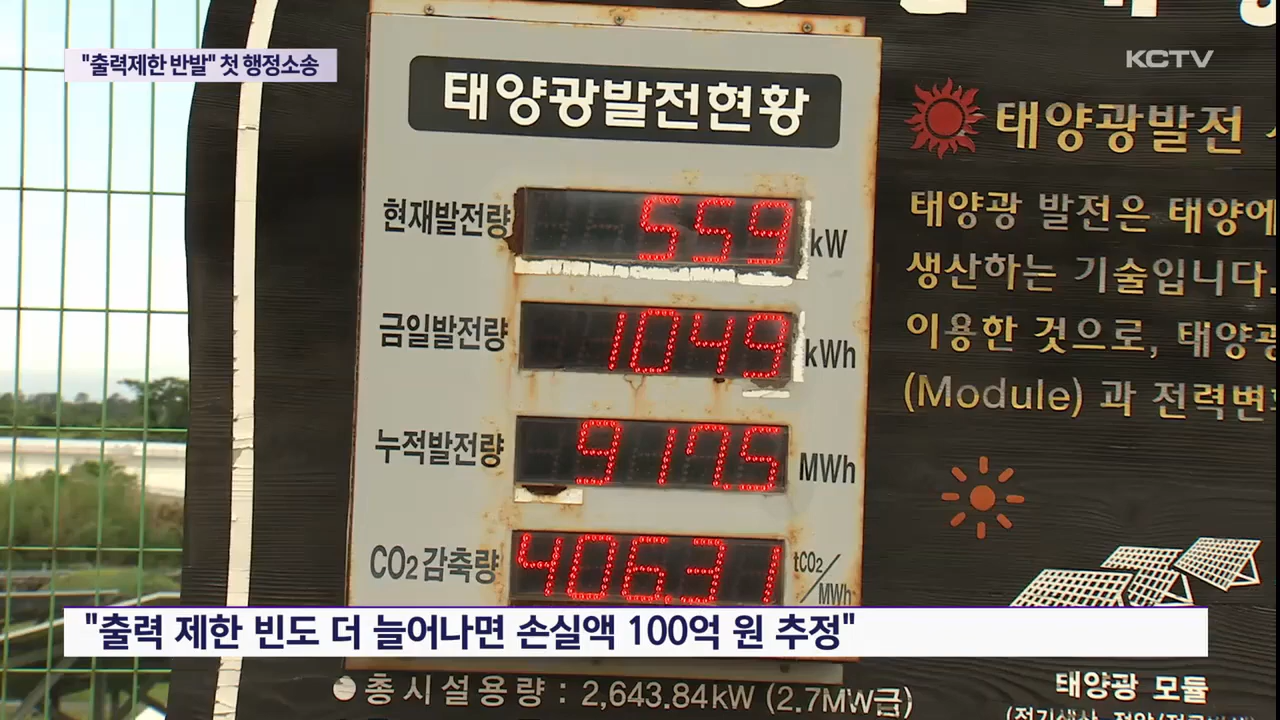 "출력제한 반발" 첫 행정소송
KCTV
태양광발전현황
현재발전량 559 kW
금일발전량 1049 kWh
누적발전량 917.5 MWh
CO2 감축량 406.31 tCO2/MWh
태양광발전
태양광 발전은 태양에
생산하는 기술입니다.
이용한 것으로, 태양광
(Module) 과 전력변환
"출력 제한 빈도 더 늘어나면 손실액 100억 원 추정"
총시설용량 : 2,643.84kW (2.7MW급)
태양광 모듈